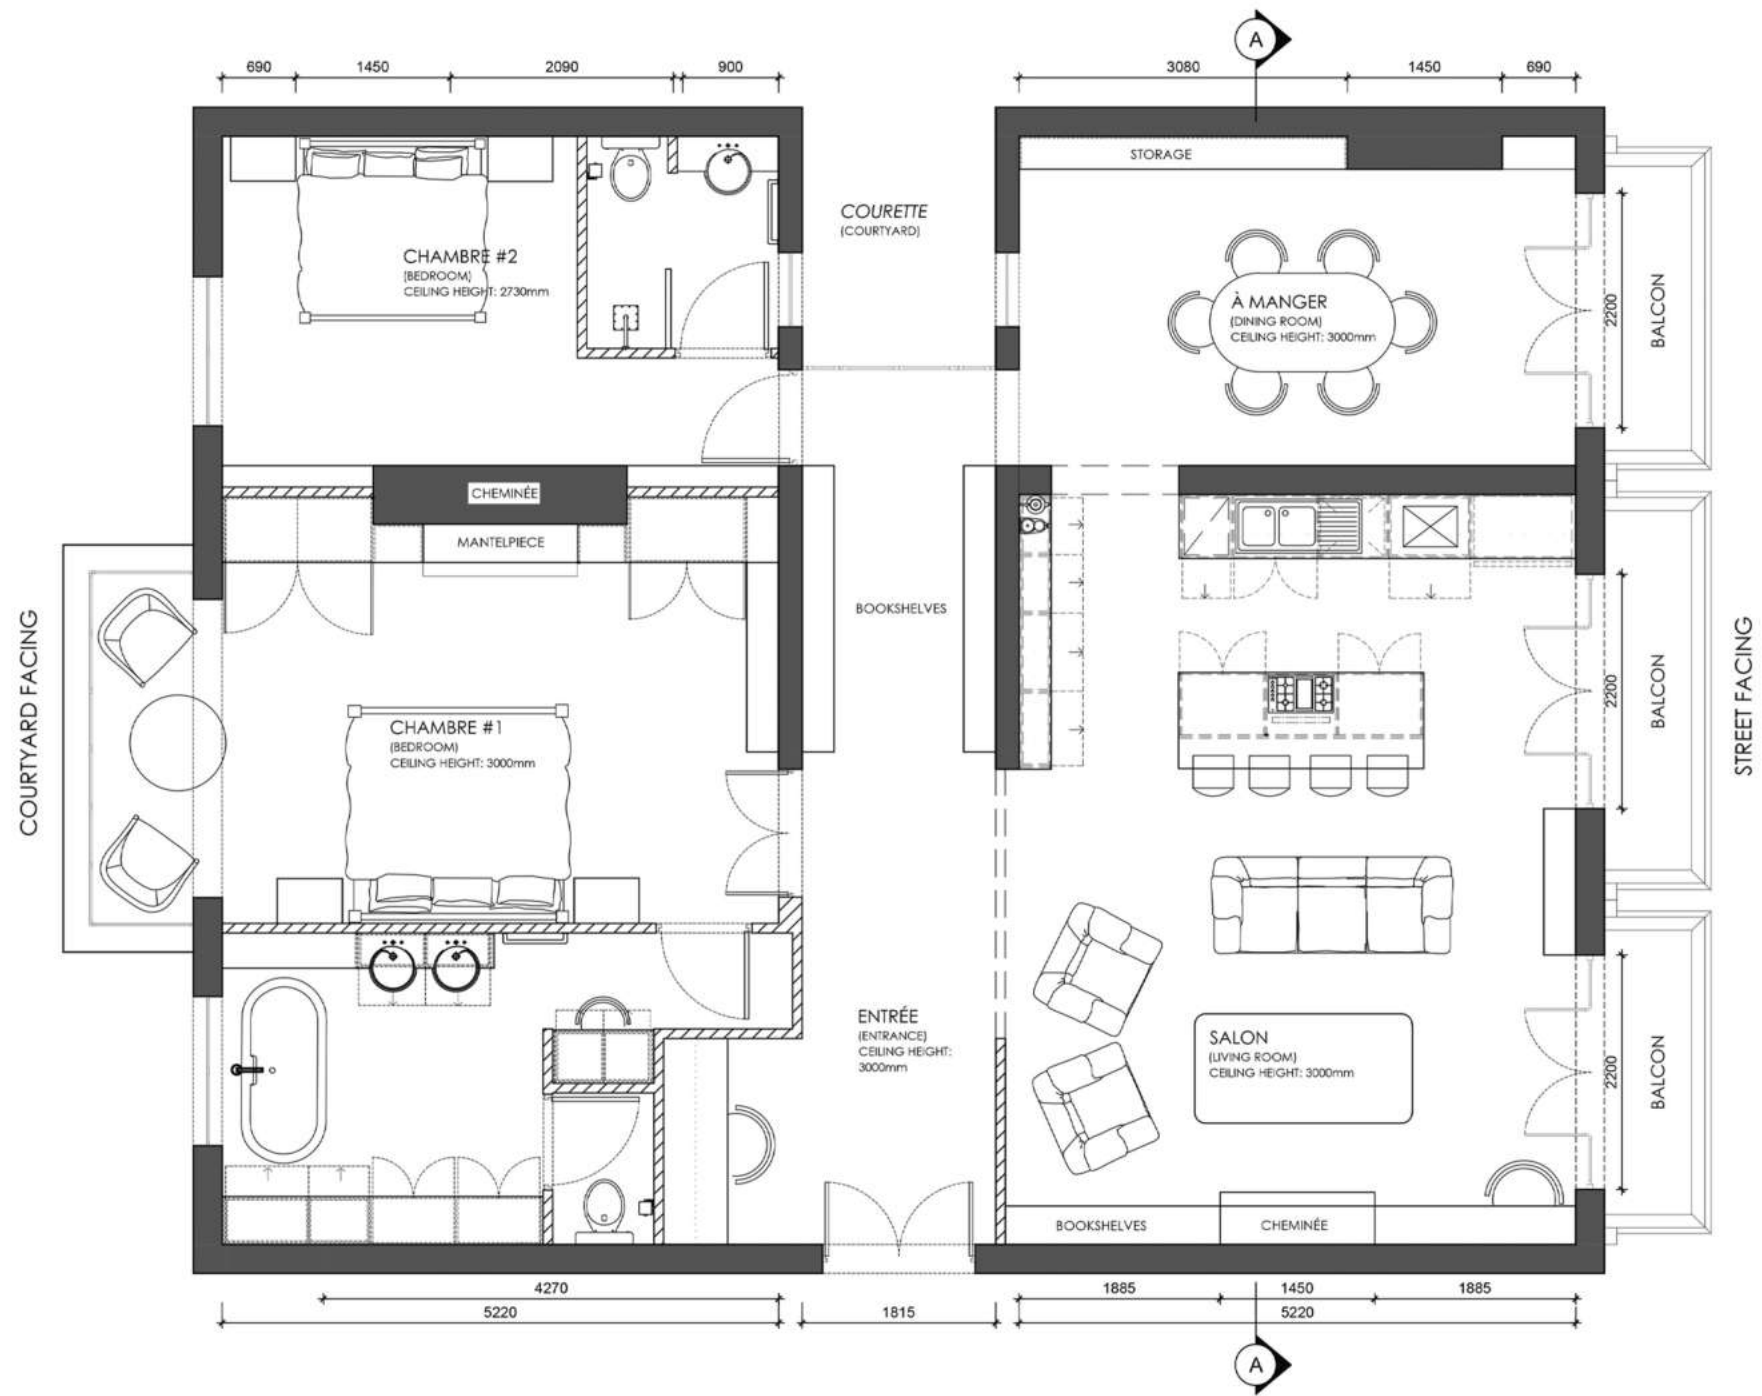 A
690
1450
2090
900
3080
1450
690
STORAGE
COURETTE
(COURTYARD)
CHAMBRE #2
(BEDROOM)
CEILING HEIGHT: 2730mm
À MANGER
(DINING ROOM)
CEILING HEIGHT: 3000mm
2200
BALCON
CHEMINÉE
MANTELPIECE
BOOKSHELVES
COURTYARD FACING
CHAMBRE #1
(BEDROOM)
CEILING HEIGHT: 3000mm
2200
BALCON
STREET FACING
ENTRÉE
(ENTRANCE)
CEILING HEIGHT:
3000mm
SALON
(LIVING ROOM)
CEILING HEIGHT: 3000mm
2200
BALCON
BOOKSHELVES
CHEMINÉE
4270
5220
1815
1885
1450
1885
5220
A